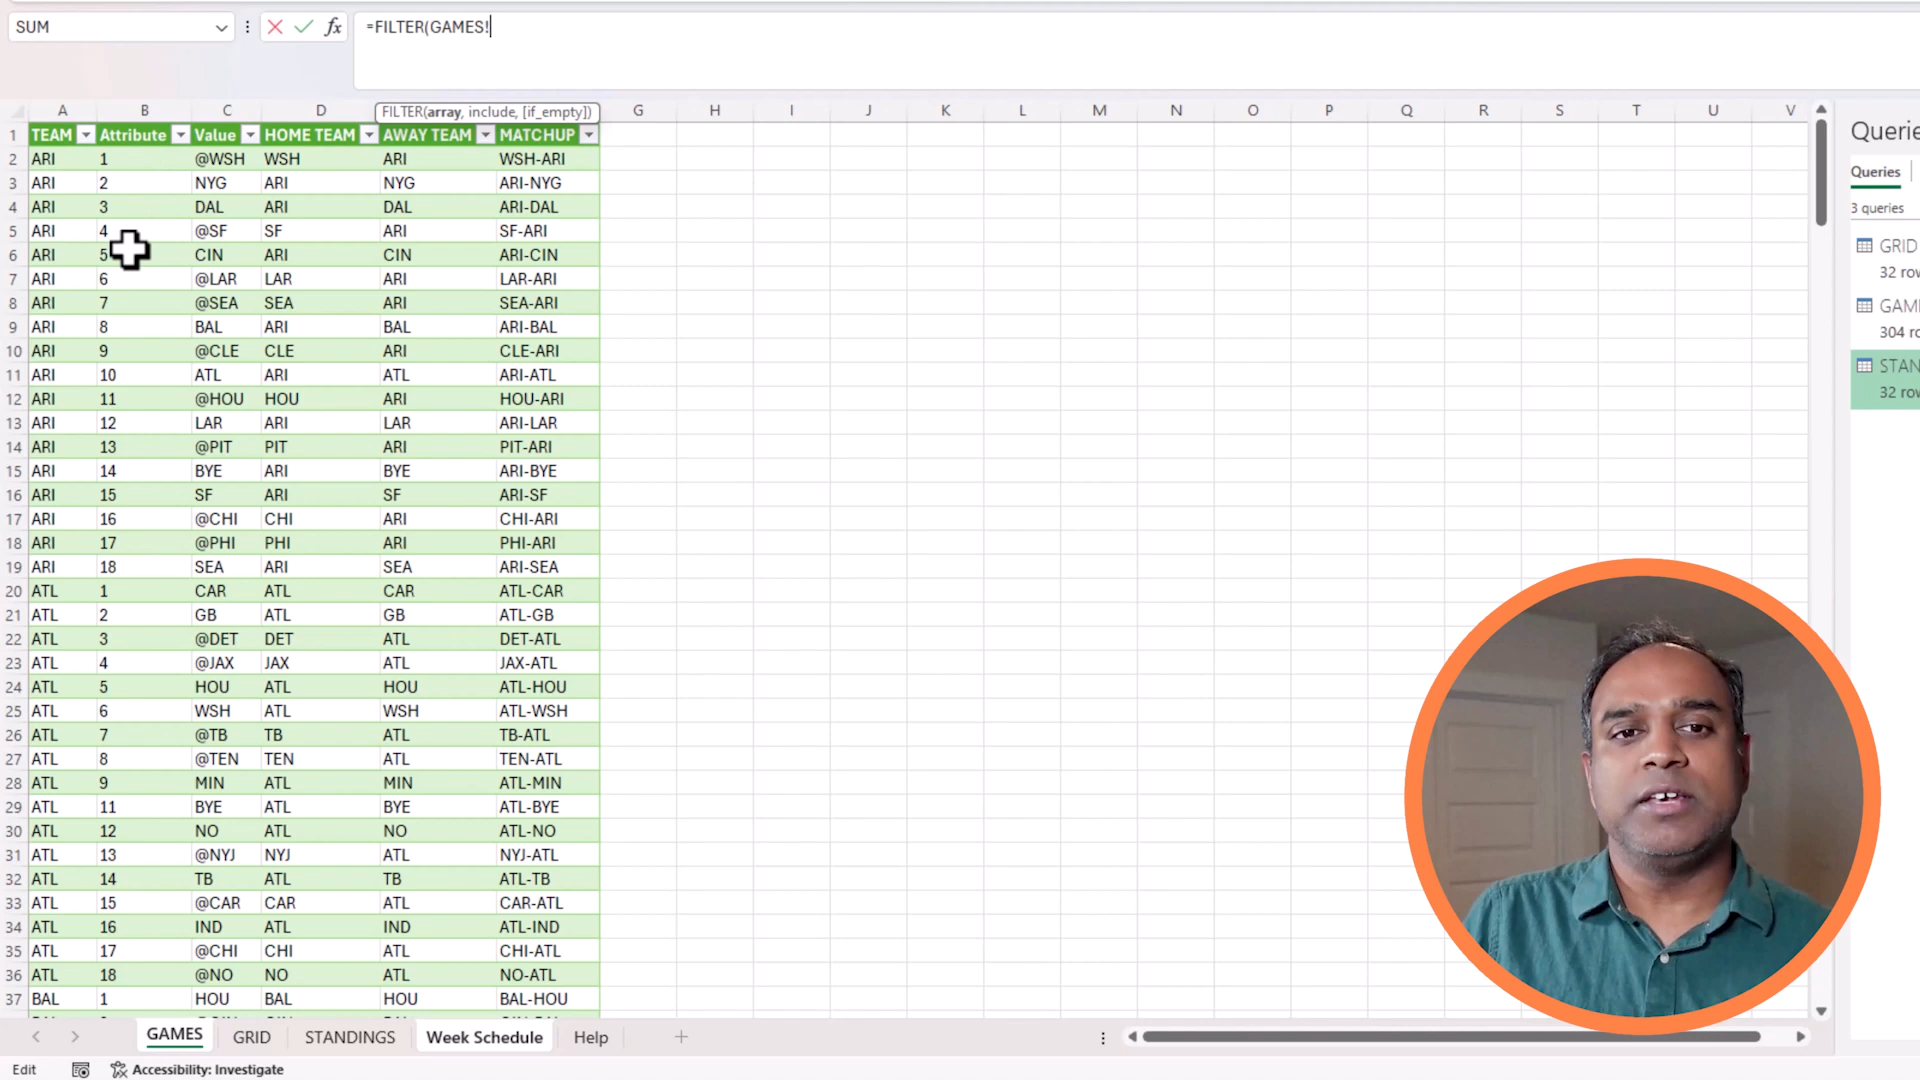 SUM
fx
=FILTER(GAMES!
FILTER(array, include, [if_empty])
A B C D G H I J K L M N O P Q R S T U V
1 TEAM Attribute Value HOME TEAM AWAY TEAM MATCHUP
2 ARI 1 @WSH WSH ARI WSH-ARI
3 ARI 2 NYG ARI NYG ARI-NYG
4 ARI 3 DAL ARI DAL ARI-DAL
5 ARI 4 @SF SF ARI SF-ARI
6 ARI 5 CIN ARI CIN ARI-CIN
7 ARI 6 @LAR LAR ARI LAR-ARI
8 ARI 7 @SEA SEA ARI SEA-ARI
9 ARI 8 BAL ARI BAL ARI-BAL
10 ARI 9 @CLE CLE ARI CLE-ARI
11 ARI 10 ATL ARI ATL ARI-ATL
12 ARI 11 @HOU HOU ARI HOU-ARI
13 ARI 12 LAR ARI LAR ARI-LAR
14 ARI 13 @PIT PIT ARI PIT-ARI
15 ARI 14 BYE ARI BYE ARI-BYE
16 ARI 15 SF ARI SF ARI-SF
17 ARI 16 @CHI CHI ARI CHI-ARI
18 ARI 17 @PHI PHI ARI PHI-ARI
19 ARI 18 SEA ARI SEA ARI-SEA
20 ATL 1 CAR ATL CAR ATL-CAR
21 ATL 2 GB ATL GB ATL-GB
22 ATL 3 @DET DET ATL DET-ATL
23 ATL 4 @JAX JAX ATL JAX-ATL
24 ATL 5 HOU ATL HOU ATL-HOU
25 ATL 6 WSH ATL WSH ATL-WSH
26 ATL 7 @TB TB ATL TB-ATL
27 ATL 8 @TEN TEN ATL TEN-ATL
28 ATL 9 MIN ATL MIN ATL-MIN
29 ATL 11 BYE ATL BYE ATL-BYE
30 ATL 12 NO ATL NO ATL-NO
31 ATL 13 @NYJ NYJ ATL NYJ-ATL
32 ATL 14 TB ATL TB ATL-TB
33 ATL 15 @CAR CAR ATL CAR-ATL
34 ATL 16 IND ATL IND ATL-IND
35 ATL 17 @CHI CHI ATL CHI-ATL
36 ATL 18 @NO NO ATL NO-ATL
37 BAL 1 HOU BAL HOU BAL-HOU
Querie
Queries
3 queries
GRID
32 row
GAM
304 ro
STAN
32 row
GAMES GRID STANDINGS Week Schedule Help
Edit Accessibility: Investigate